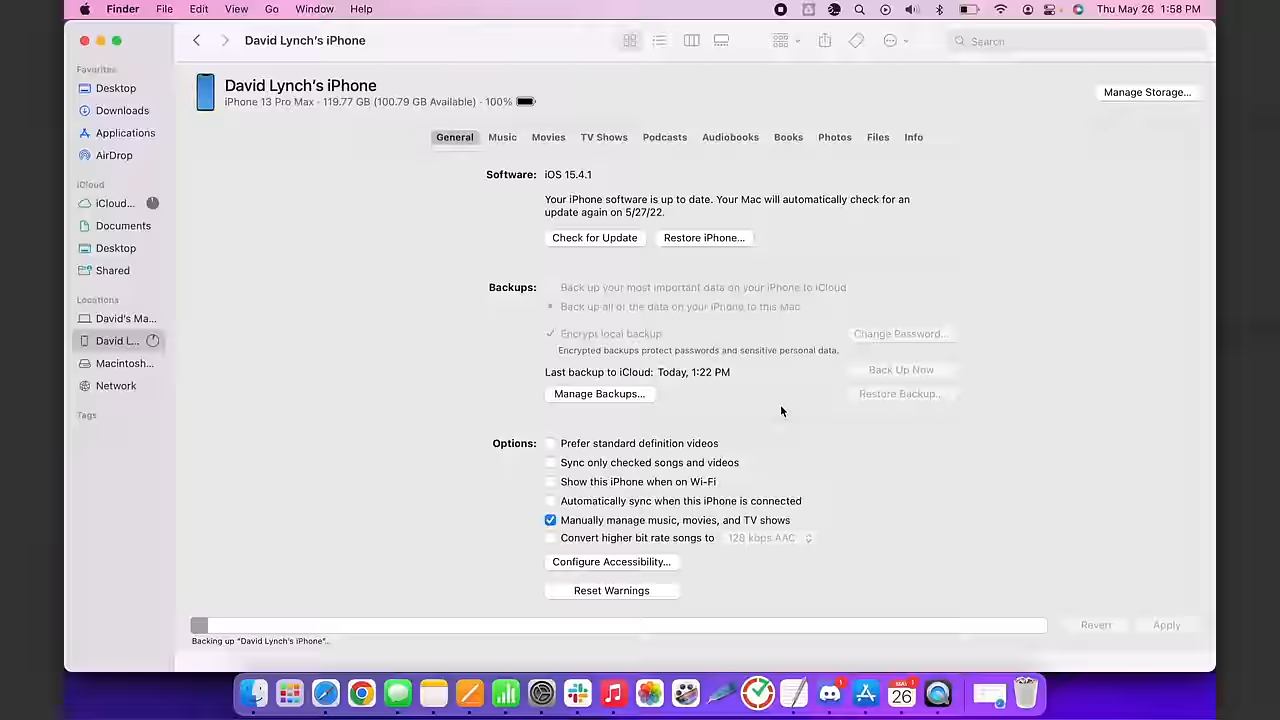 Finder File Edit View Go Window Help
Thu May 26 1:58 PM
David Lynch's iPhone
Search
Favorites
Desktop
Downloads
Applications
AirDrop
iCloud
iCloud...
Documents
Desktop
Shared
Locations
David's Ma...
David L...
Macintosh...
Network
Tags
David Lynch's iPhone
iPhone 13 Pro Max · 119.77 GB (100.79 GB Available) · 100%
Manage Storage...
General Music Movies TV Shows Podcasts Audiobooks Books Photos Files Info
Software: iOS 15.4.1
Your iPhone software is up to date. Your Mac will automatically check for an
update again on 5/27/22.
Check for Update Restore iPhone...
Backups: Back up your most important data on your iPhone to iCloud
Back up all of the data on your iPhone to this Mac
Encrypt local backup Change Password...
Encrypted backups protect passwords and sensitive personal data.
Last backup to iCloud: Today, 1:22 PM Back Up Now
Manage Backups... Restore Backup...
Options: Prefer standard definition videos
Sync only checked songs and videos
Show this iPhone when on Wi-Fi
Automatically sync when this iPhone is connected
Manually manage music, movies, and TV shows
Convert higher bit rate songs to 128 kbps AAC
Configure Accessibility...
Reset Warnings
Revert Apply
Backing up "David Lynch's iPhone"...
26